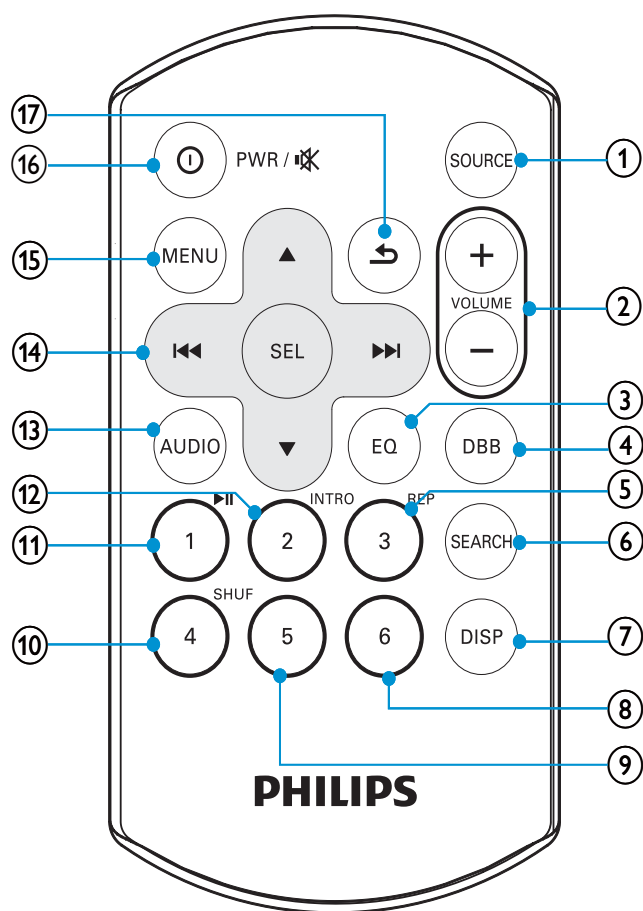 ⑰
⑯ PWR / SOURCE ①
⑮ MENU
+
VOLUME ②
−
⑭ SEL
③
⑬ AUDIO EQ DBB ④
⑫ INTRO REP ⑤
⑪ 1 2 3 SEARCH ⑥
SHUF
⑩ 4 5 6 DISP ⑦
⑧
⑨
PHILIPS